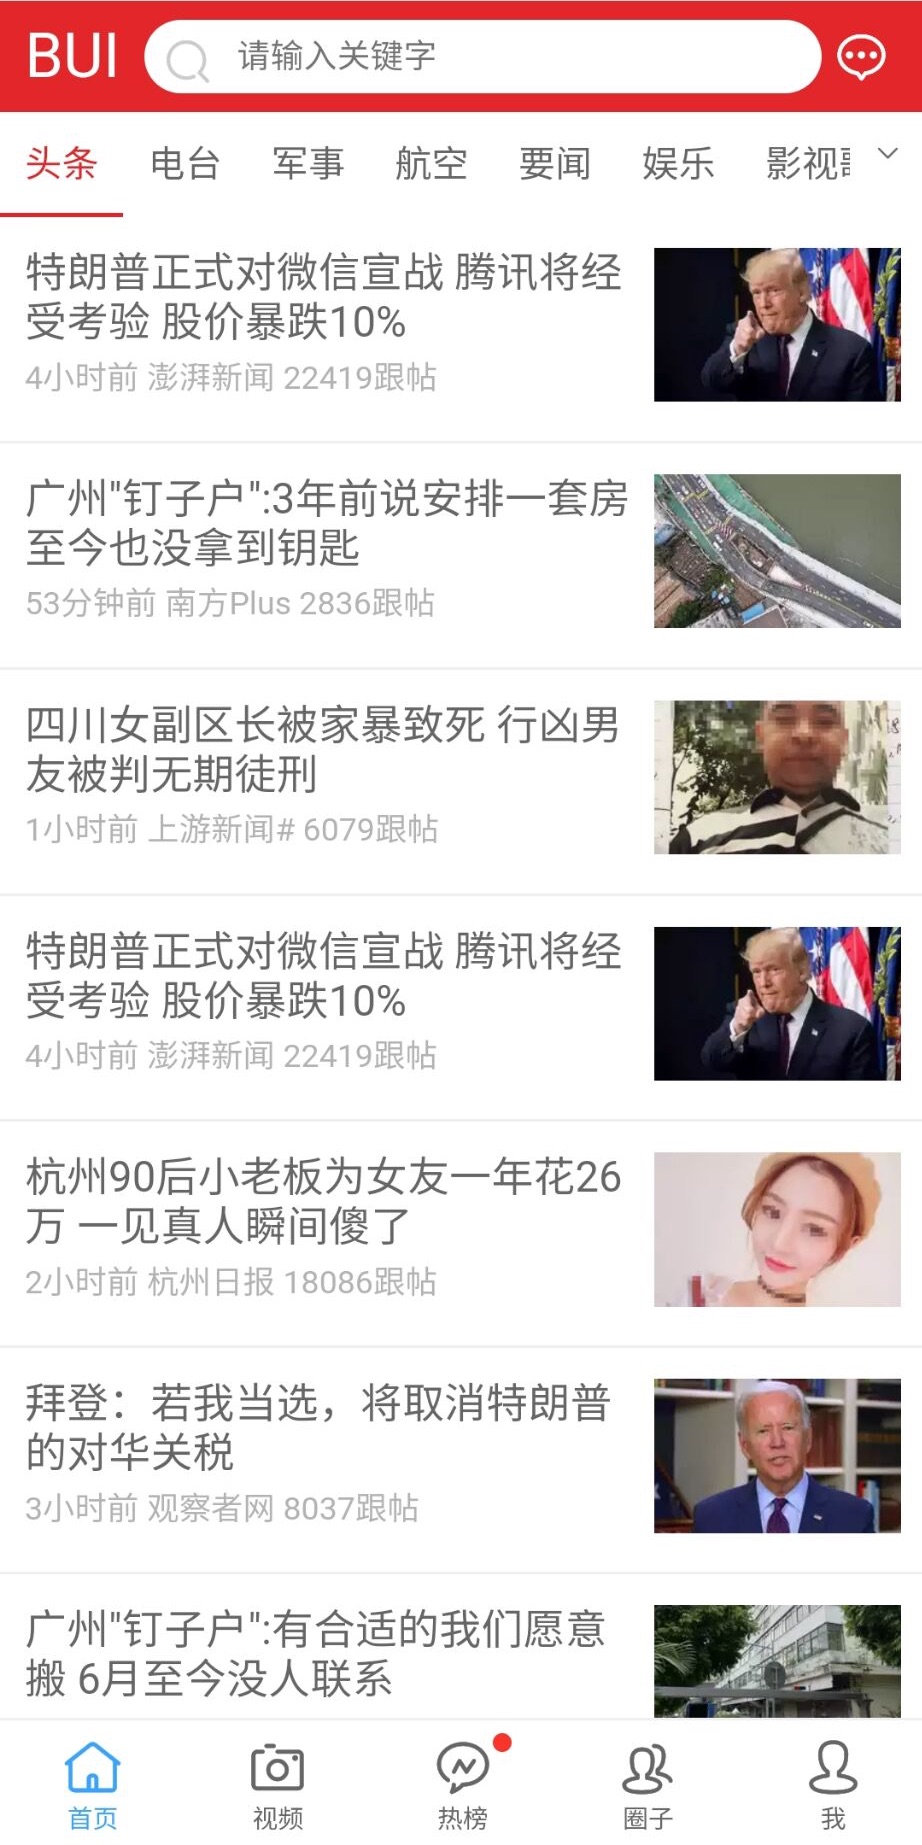 BUI
请输入关键字
头条 电台 军事 航空 要闻 娱乐 影视
特朗普正式对微信宣战 腾讯将经
受考验 股价暴跌10%
4小时前 澎湃新闻 22419跟帖
广州"钉子户":3年前说安排一套房
至今也没拿到钥匙
53分钟前 南方Plus 2836跟帖
四川女副区长被家暴致死 行凶男
友被判无期徒刑
1小时前 上游新闻# 6079跟帖
特朗普正式对微信宣战 腾讯将经
受考验 股价暴跌10%
4小时前 澎湃新闻 22419跟帖
杭州90后小老板为女友一年花26
万 一见真人瞬间傻了
2小时前 杭州日报 18086跟帖
拜登：若我当选，将取消特朗普
的对华关税
3小时前 观察者网 8037跟帖
广州"钉子户":有合适的我们愿意
搬 6月至今没人联系
首页 视频 热榜 圈子 我